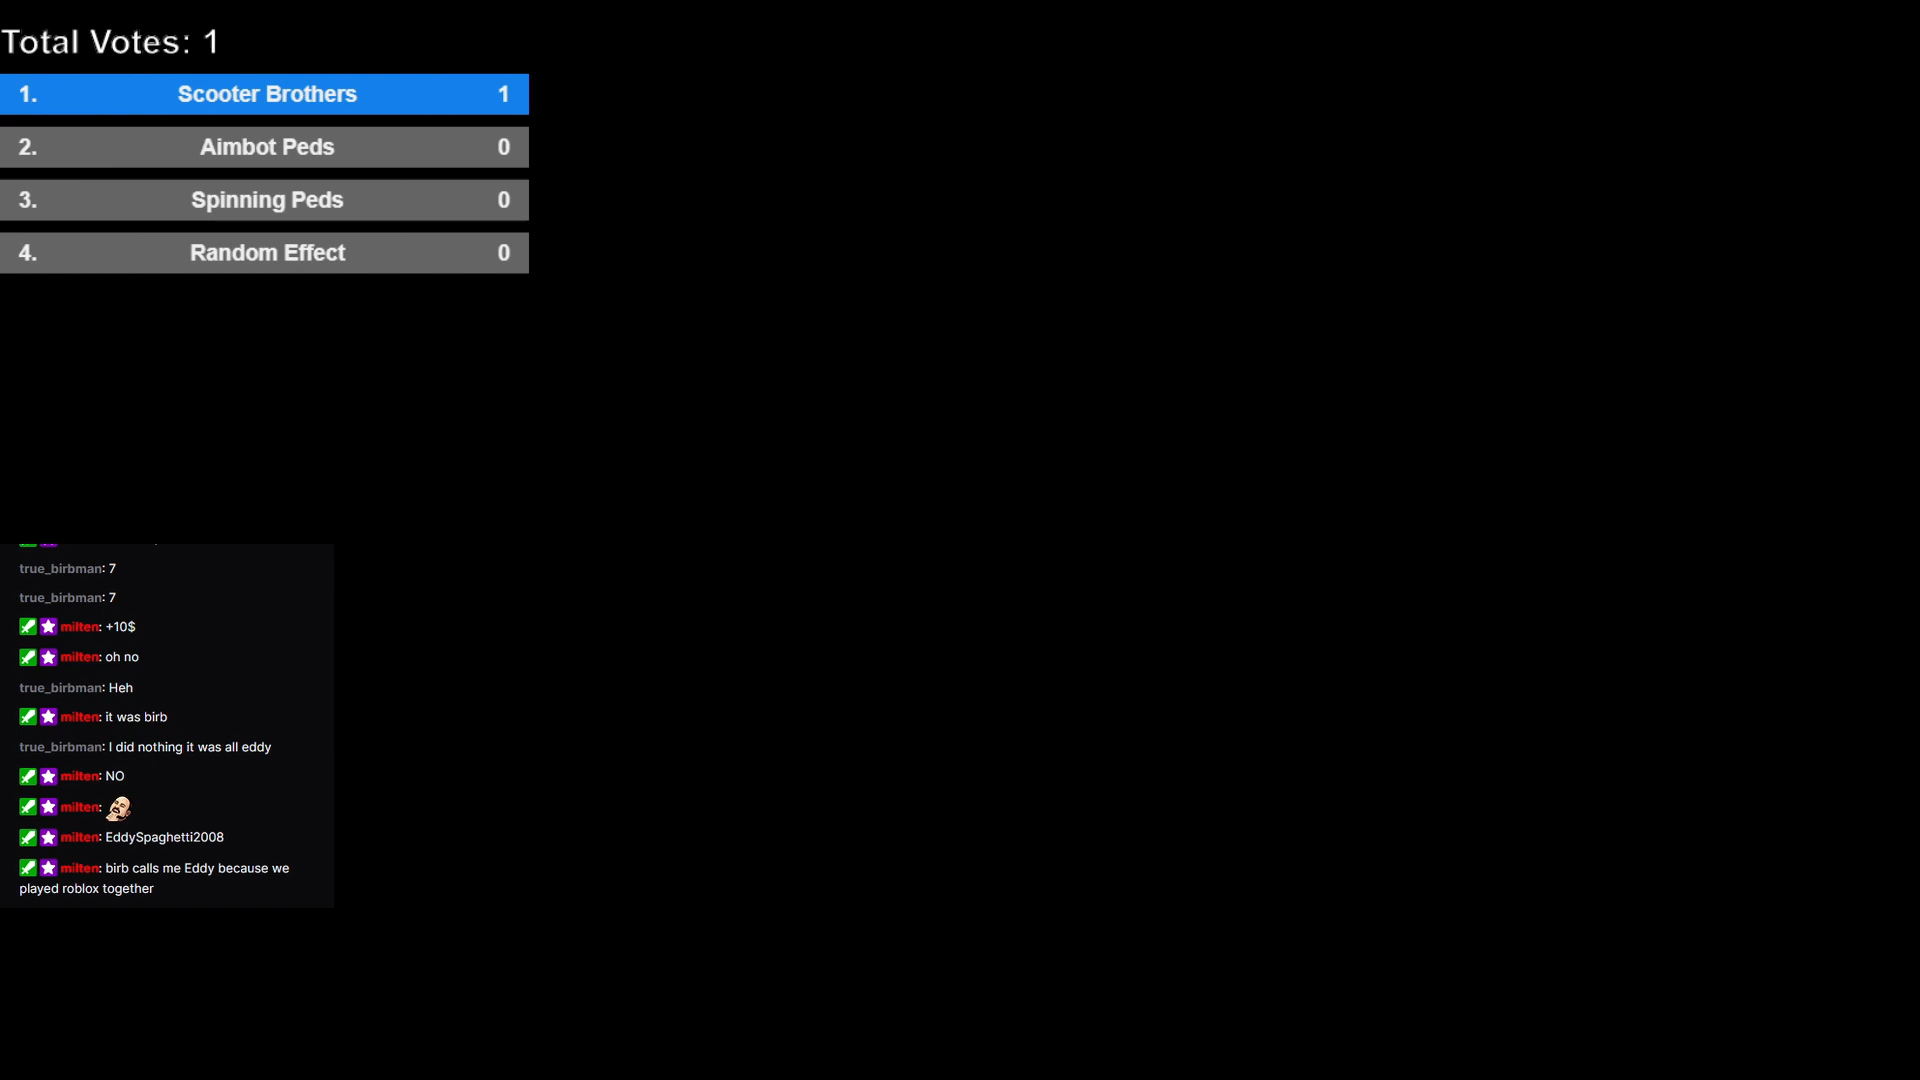 Total Votes: 1
1. Scooter Brothers 1
2. Aimbot Peds 0
3. Spinning Peds 0
4. Random Effect 0
true_birbman: 7
true_birbman: 7
milten: +10$
milten: oh no
true_birbman: Heh
milten: it was birb
true_birbman: I did nothing it was all eddy
milten: NO
milten:
milten: EddySpaghetti2008
milten: birb calls me Eddy because we
played roblox together